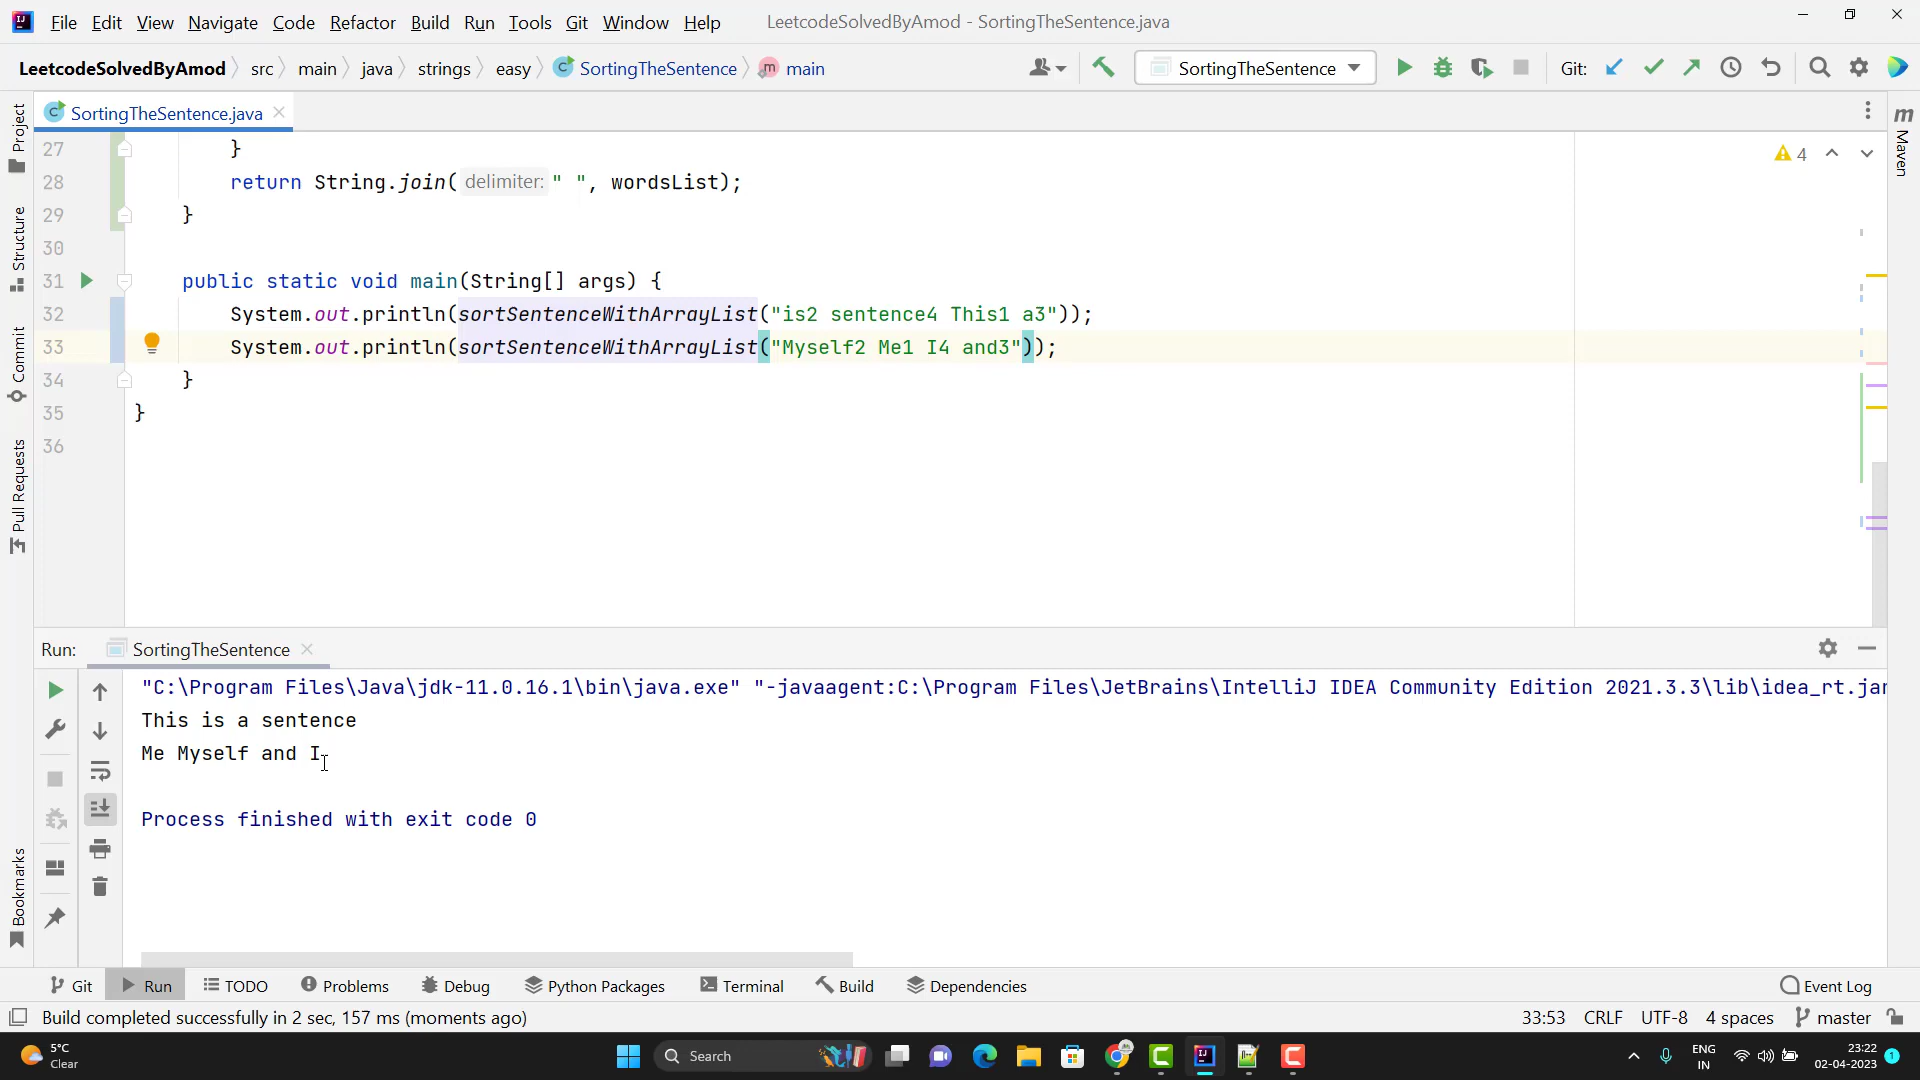 File Edit View Navigate Code Refactor Build Run Tools Git Window Help LeetcodeSolvedByAmod - SortingTheSentence.java
LeetcodeSolvedByAmod src main java strings easy SortingTheSentence main SortingTheSentence Git:
SortingTheSentence.java
Project
Structure
Commit
Pull Requests
Bookmarks
Maven
4
27 }
28 return String.join( delimiter: " ", wordsList);
29 }
30
31 public static void main(String[] args) {
32 System.out.println(sortSentenceWithArrayList("is2 sentence4 This1 a3"));
33 System.out.println(sortSentenceWithArrayList("Myself2 Me1 I4 and3"));
34 }
35 }
36
Run: SortingTheSentence
"C:\Program Files\Java\jdk-11.0.16.1\bin\java.exe" "-javaagent:C:\Program Files\JetBrains\IntelliJ IDEA Community Edition 2021.3.3\lib\idea_rt.jar
This is a sentence
Me Myself and I
Process finished with exit code 0
Git Run TODO Problems Debug Python Packages Terminal Build Dependencies Event Log
Build completed successfully in 2 sec, 157 ms (moments ago) 33:53 CRLF UTF-8 4 spaces master
5°C
Clear
Search
ENG
IN
23:22
02-04-2023
1